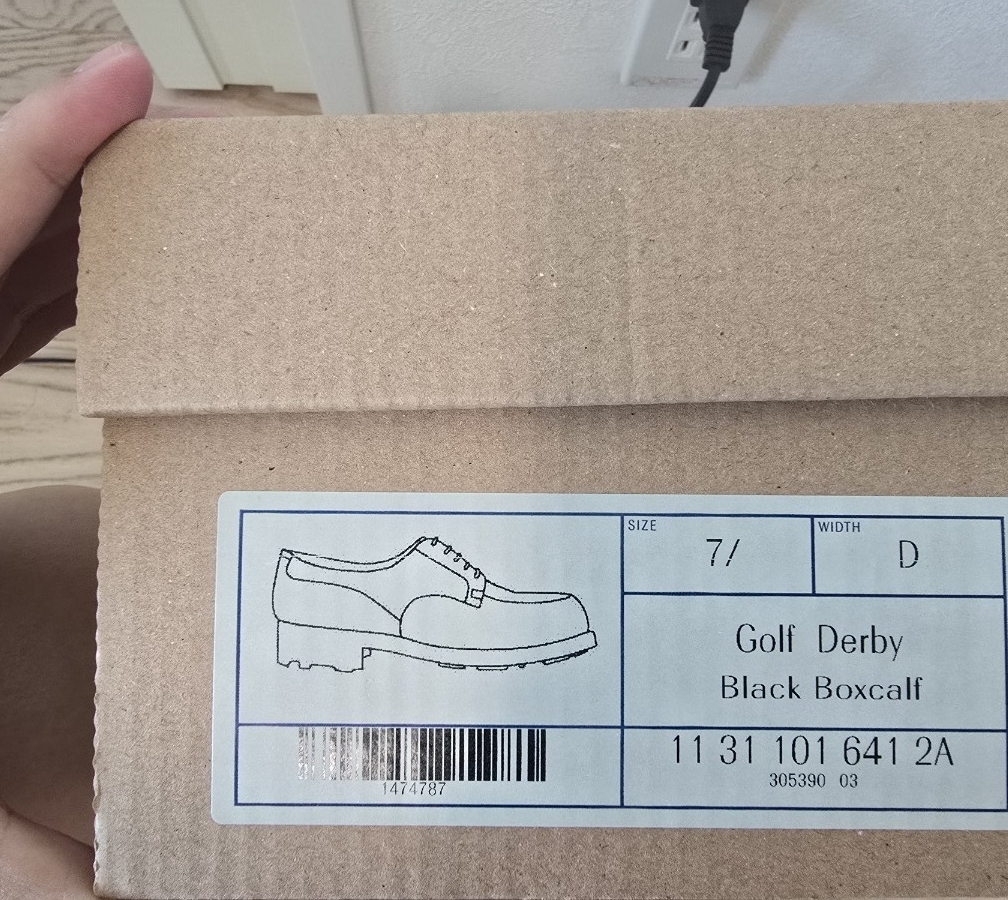 SIZE
7/
WIDTH
D
Golf Derby
Black Boxcalf
1474787
11 31 101 641 2A
305390 03